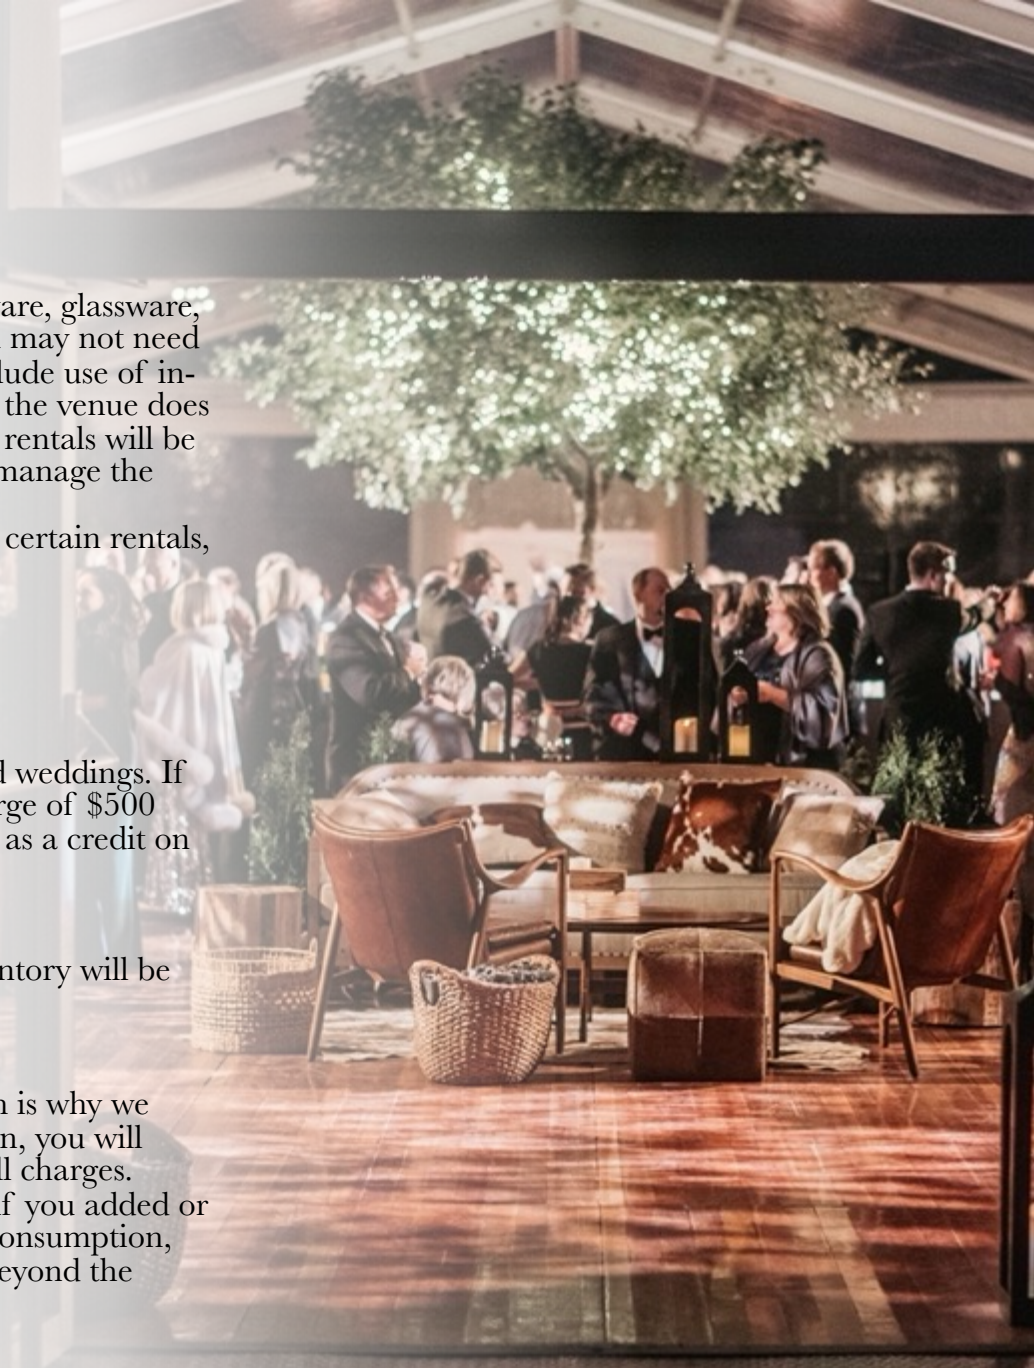 are, glassware,
may not need
lude use of in-
the venue does
rentals will be
manage the
certain rentals,
d weddings. If
rge of $500
as a credit on
ntory will be
n is why we
n, you will
ll charges.
if you added or
onsumption,
eyond the